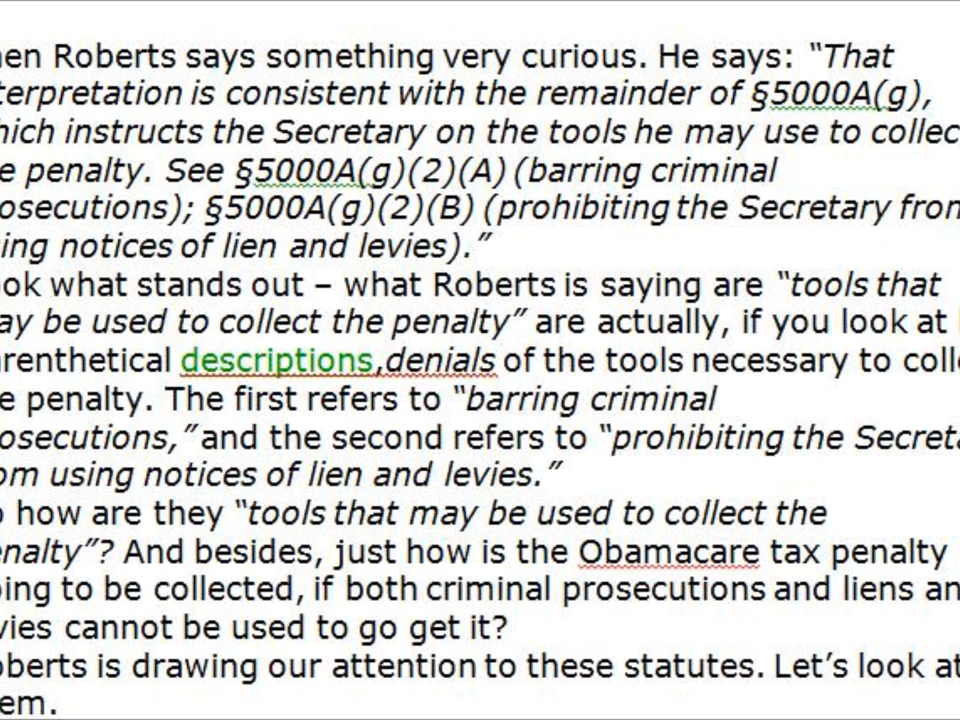 en Roberts says something very curious. He says: “That
terpretation is consistent with the remainder of §5000A(g),
hich instructs the Secretary on the tools he may use to collec
e penalty. See §5000A(g)(2)(A) (barring criminal
osecutions); §5000A(g)(2)(B) (prohibiting the Secretary from
ing notices of lien and levies).”
ok what stands out – what Roberts is saying are “tools that
ay be used to collect the penalty” are actually, if you look at
renthetical descriptions,denials of the tools necessary to colle
e penalty. The first refers to “barring criminal
osecutions,”and the second refers to “prohibiting the Secreta
om using notices of lien and levies.”
o how are they “tools that may be used to collect the
enalty”? And besides, just how is the Obamacare tax penalty
ing to be collected, if both criminal prosecutions and liens an
vies cannot be used to go get it?
oberts is drawing our attention to these statutes. Let’s look at
em.